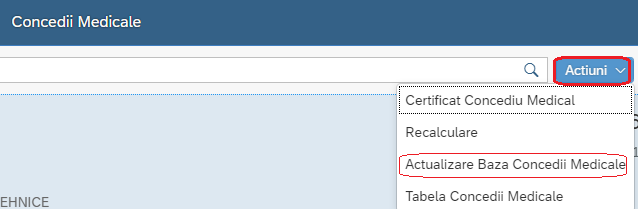 Concedii Medicale
Actiuni
Certificat Concediu Medical
Recalculare
Actualizare Baza Concedii Medicale
Tabela Concedii Medicale
EHNICE